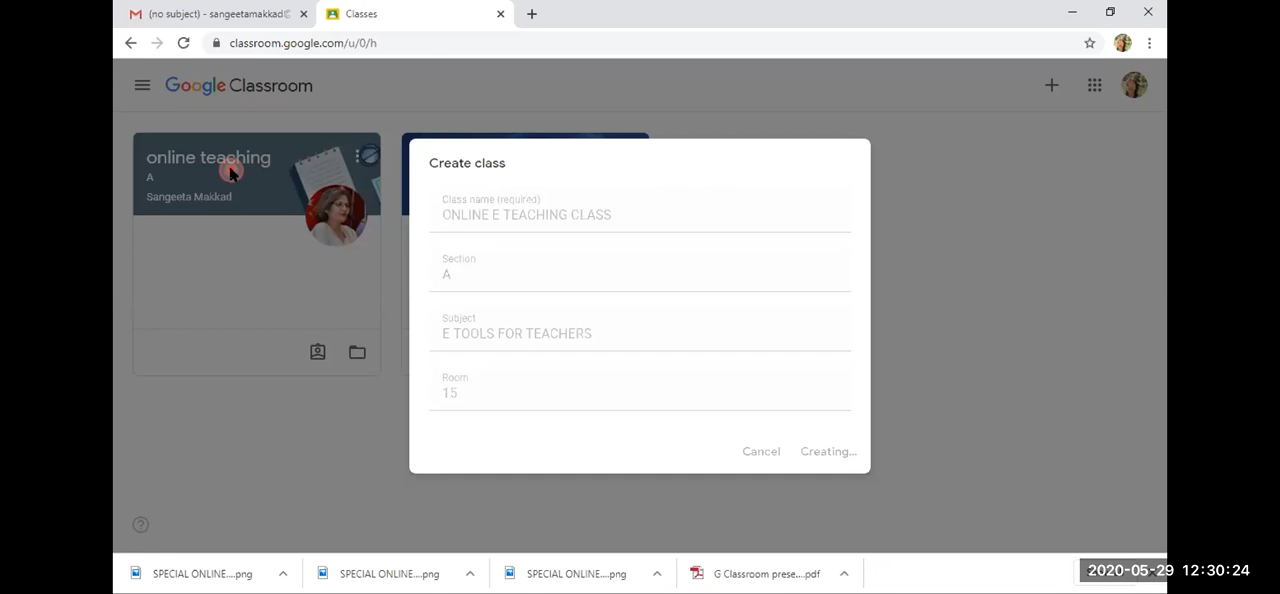 (no subject) - sangeetamakkad@
Classes
classroom.google.com/u/0/h
Google Classroom
online teaching
A
Sangeeta Makkad
Create class
Class name (required)
ONLINE E TEACHING CLASS
Section
A
Subject
E TOOLS FOR TEACHERS
Room
15
Cancel Creating...
SPECIAL ONLINE....png
SPECIAL ONLINE....png
SPECIAL ONLINE....png
G Classroom prese....pdf
2020-05-29 12:30:24